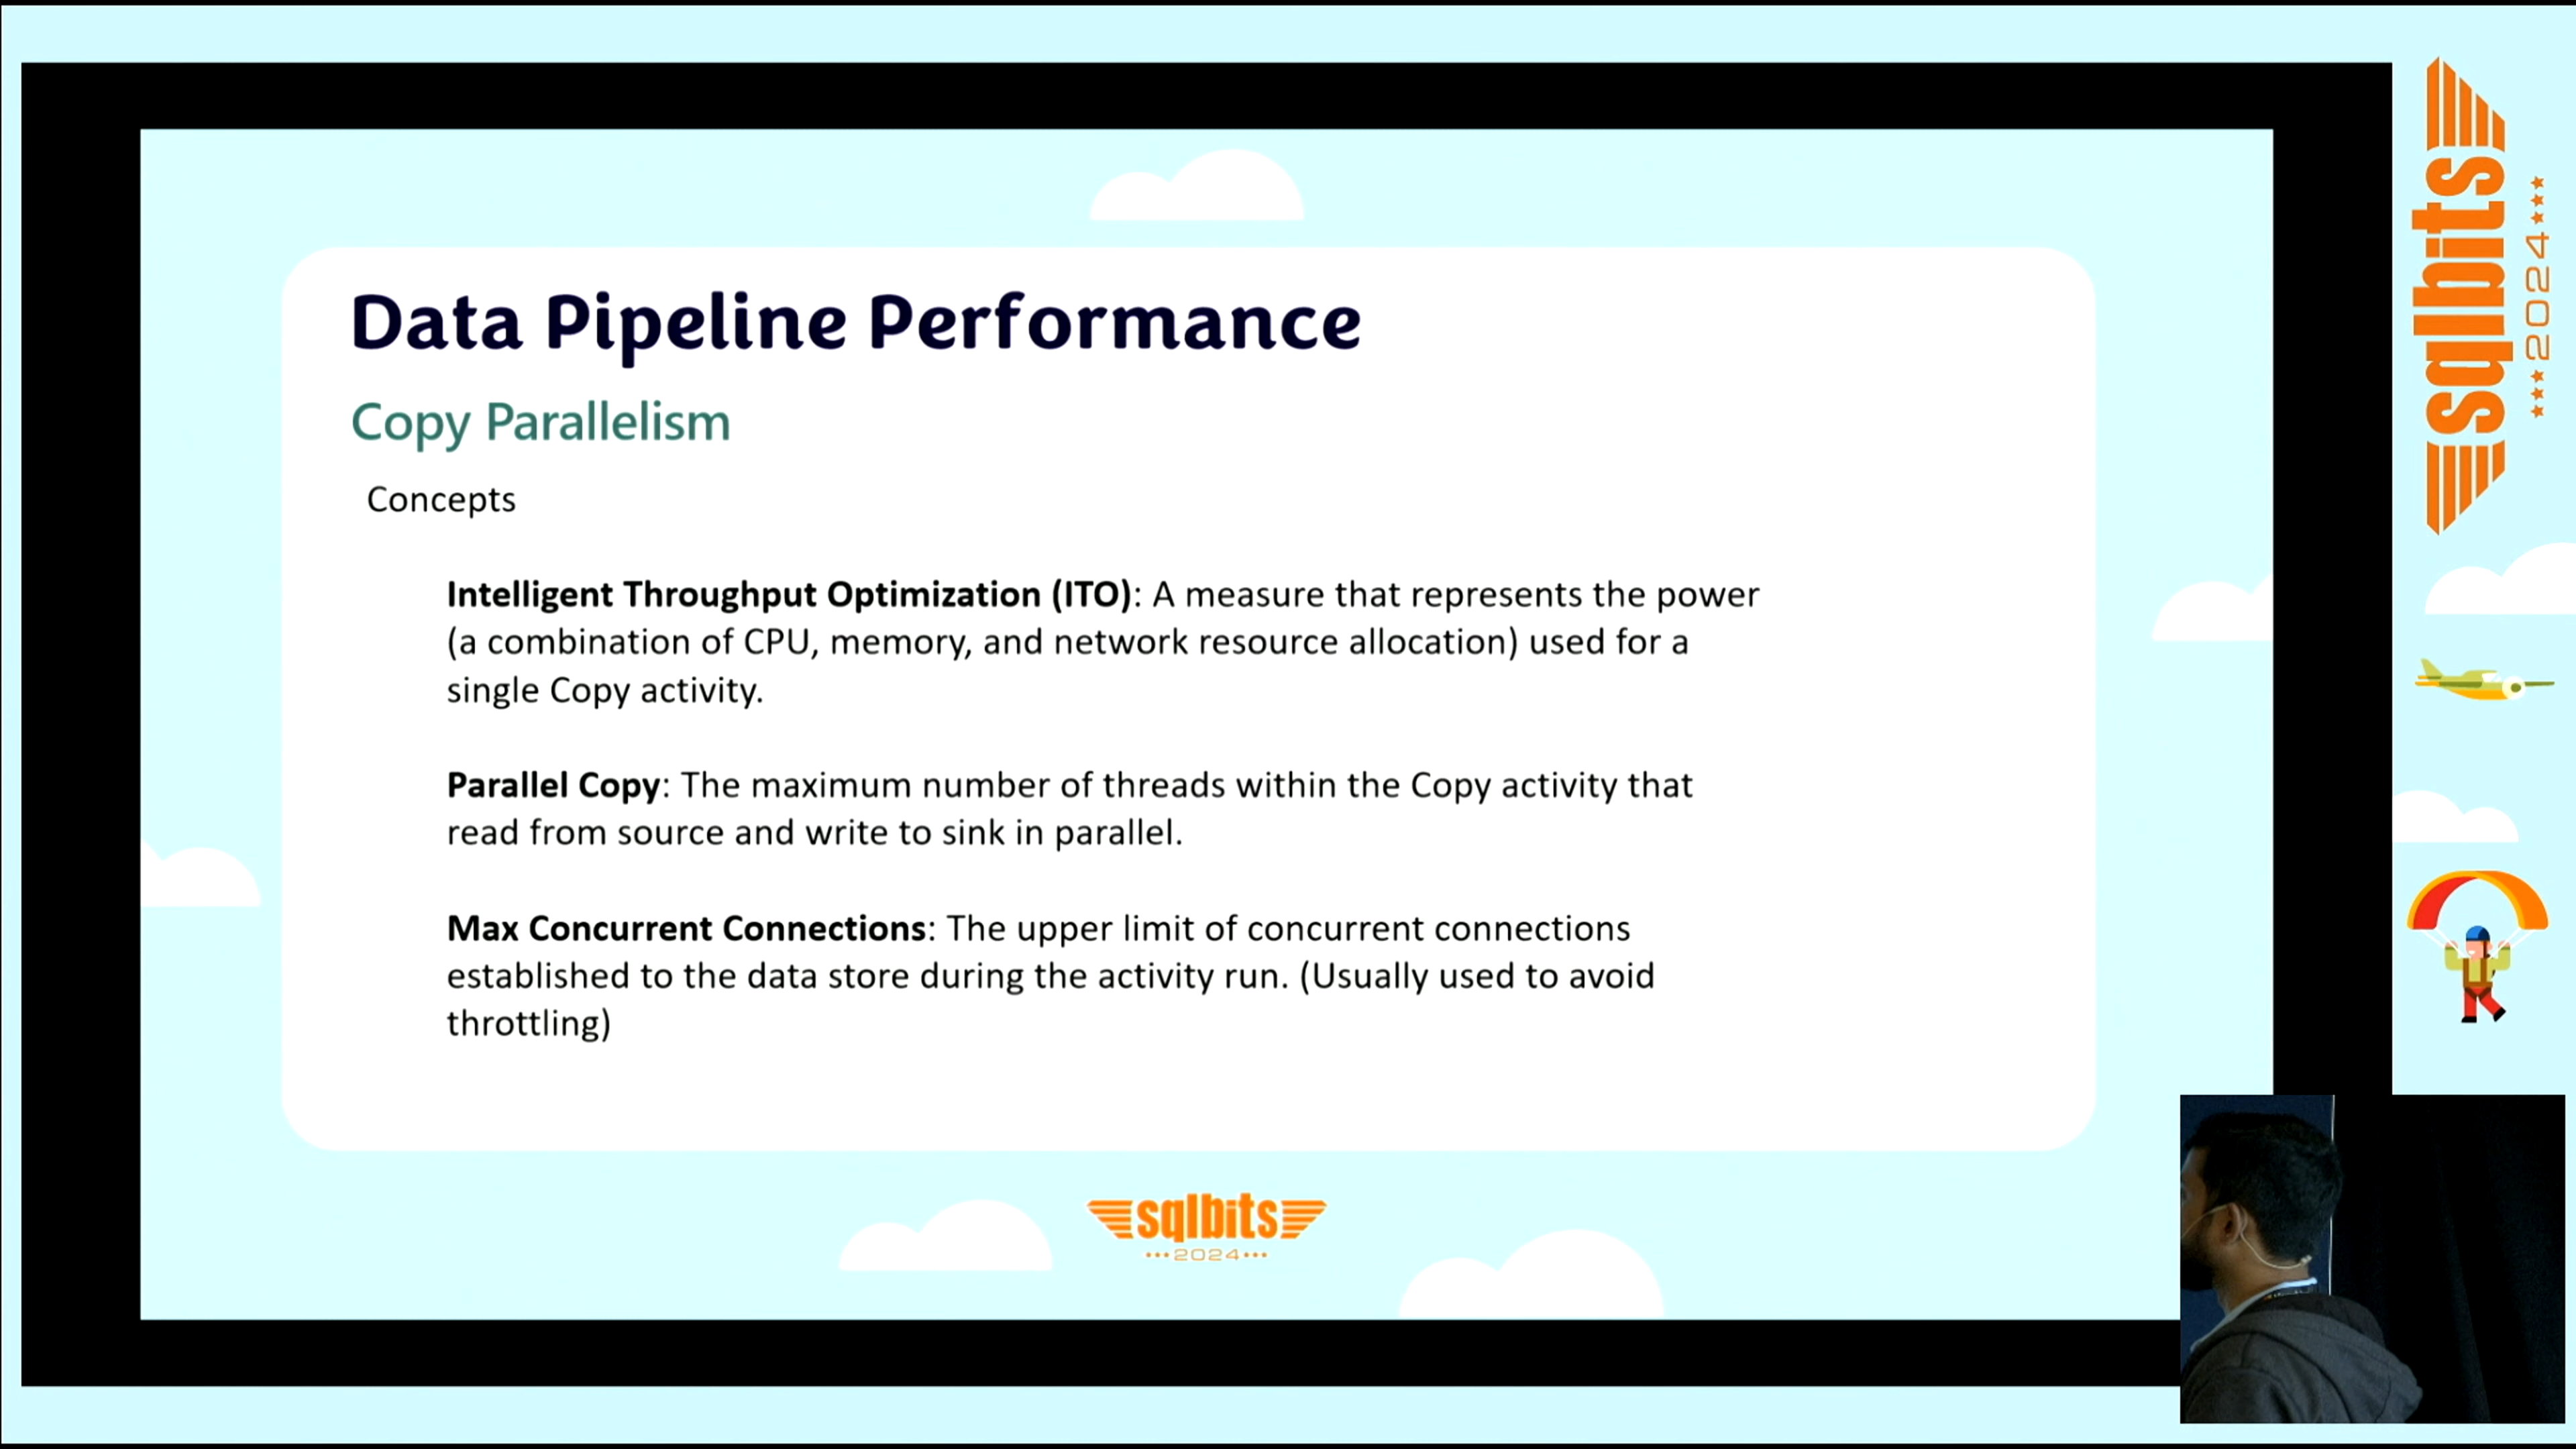 Data Pipeline Performance
Copy Parallelism
Concepts
Intelligent Throughput Optimization (ITO): A measure that represents the power
(a combination of CPU, memory, and network resource allocation) used for a
single Copy activity.
Parallel Copy: The maximum number of threads within the Copy activity that
read from source and write to sink in parallel.
Max Concurrent Connections: The upper limit of concurrent connections
established to the data store during the activity run. (Usually used to avoid
throttling)
sqlbits
2024
sqlbits
2024